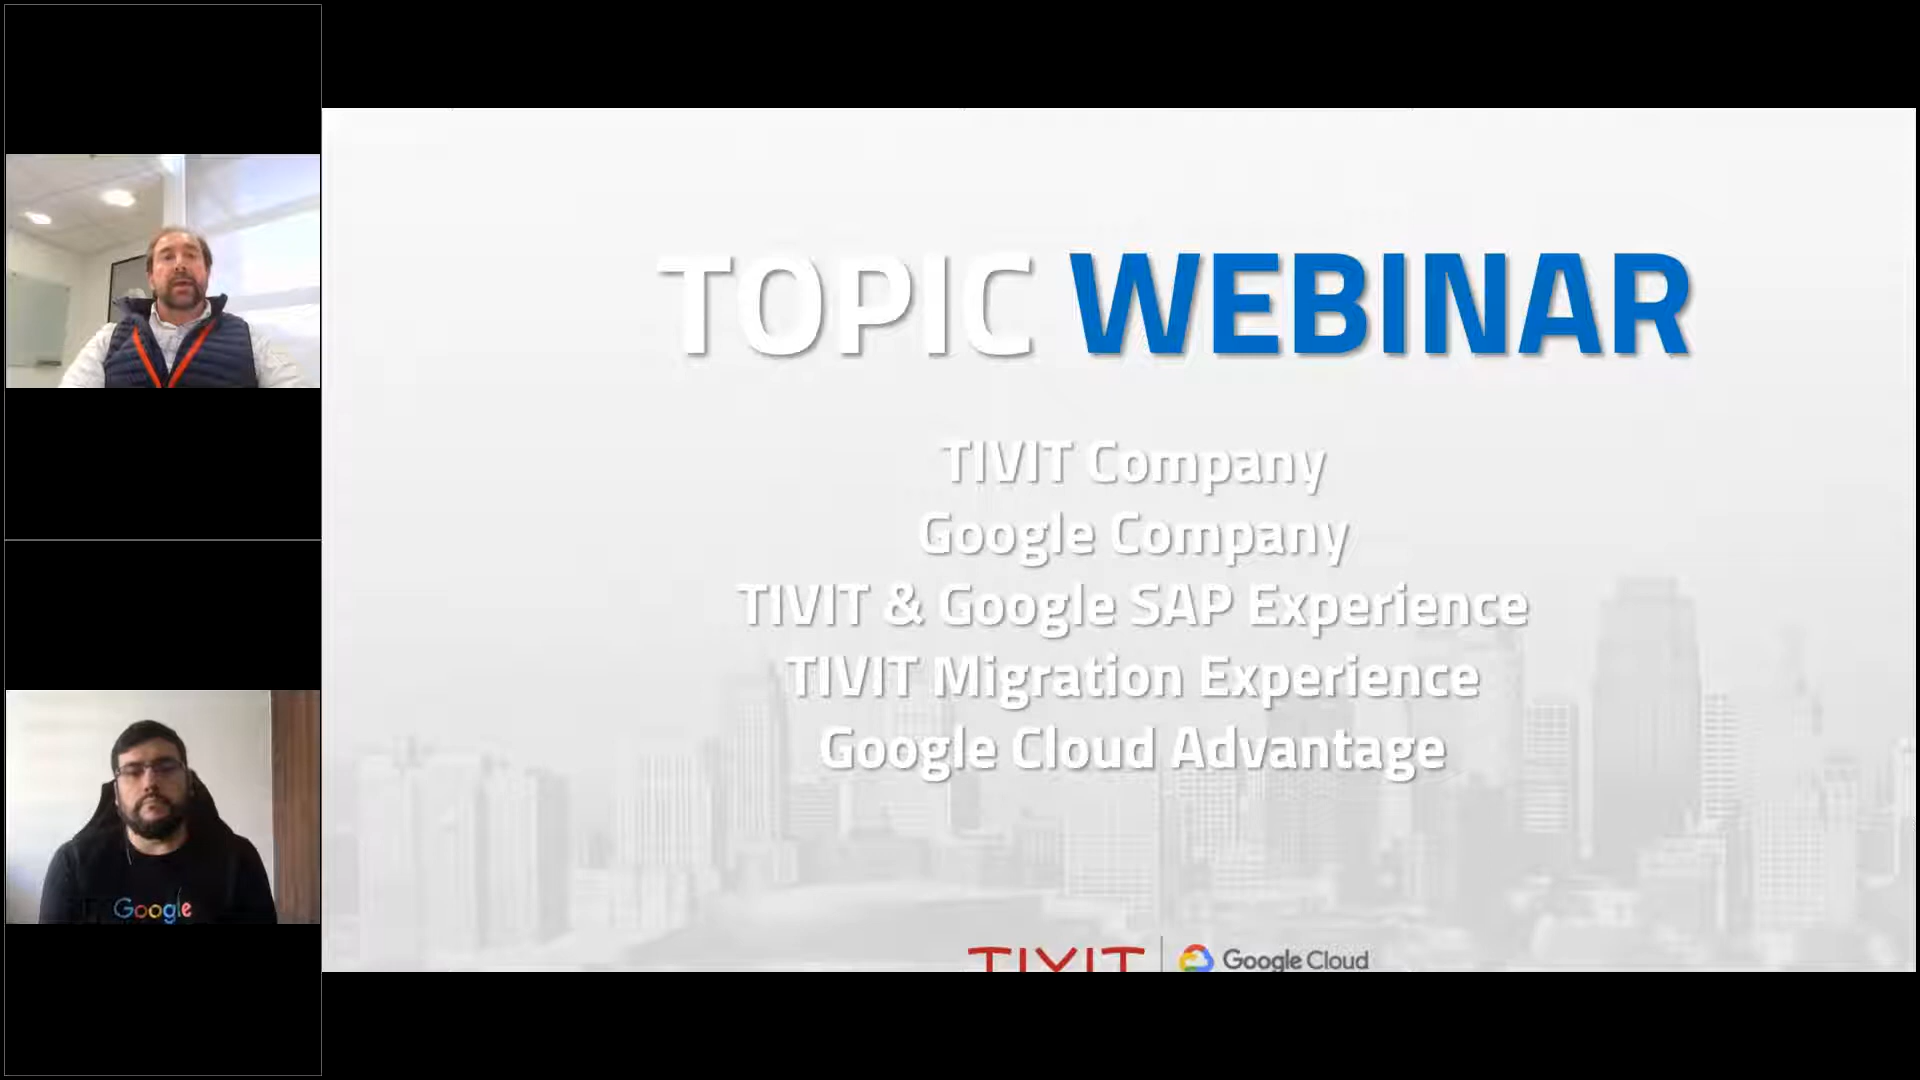 TOPIC WEBINAR
TIVIT Company
Google Company
TIVIT & Google SAP Experience
TIVIT Migration Experience
Google Cloud Advantage
TIVIT | Google Cloud
Google